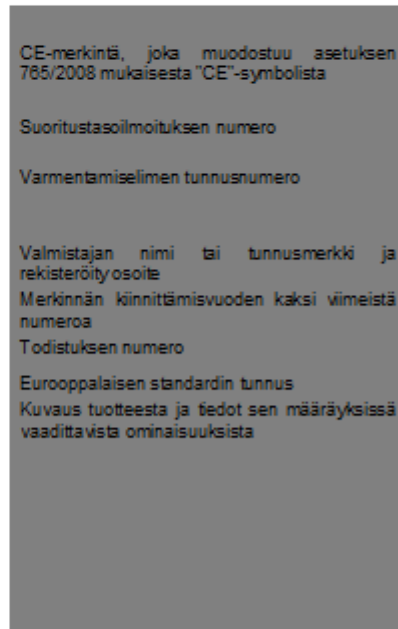 CE-merkintä, joka muodostuu asetuksen
765/2008 mukaisesta "CE"-symbolista
Suoritustasoilmoituksen numero
Varmentamiselimen tunnusnumero
Valmistajan nimi tai tunnusmerkki ja
rekisteröity osoite
Merkinnän kiinnittämisvuoden kaksi viimeistä
numeroa
Todistuksen numero
Eurooppalaisen standardin tunnus
Kuvaus tuotteesta ja tiedot sen määräyksissä
vaadittavista ominaisuuksista